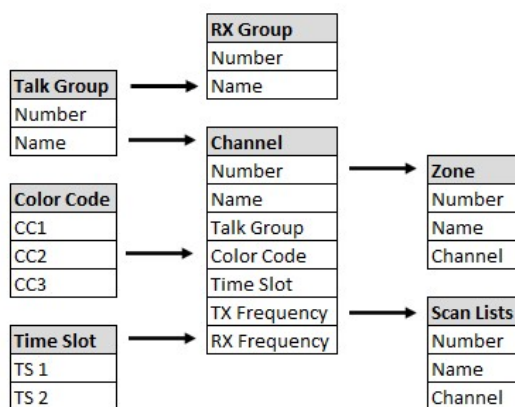 RX Group
Number
Name
Talk Group
Number
Name
Channel
Number
Name
Talk Group
Color Code
Time Slot
TX Frequency
RX Frequency
Color Code
CC1
CC2
CC3
Time Slot
TS 1
TS 2
Zone
Number
Name
Channel
Scan Lists
Number
Name
Channel